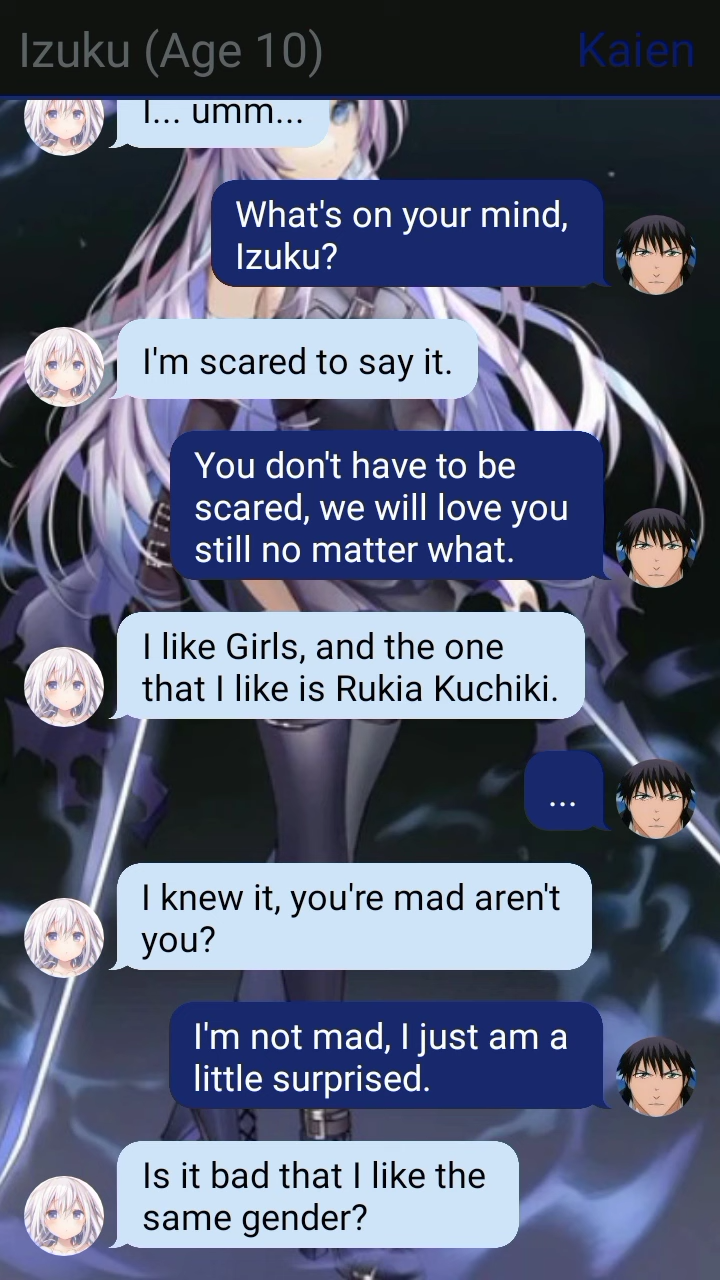 Izuku (Age 10) Kaien
I... umm...
What's on your mind,
Izuku?
I'm scared to say it.
You don't have to be
scared, we will love you
still no matter what.
I like Girls, and the one
that I like is Rukia Kuchiki.
...
I knew it, you're mad aren't
you?
I'm not mad, I just am a
little surprised.
Is it bad that I like the
same gender?